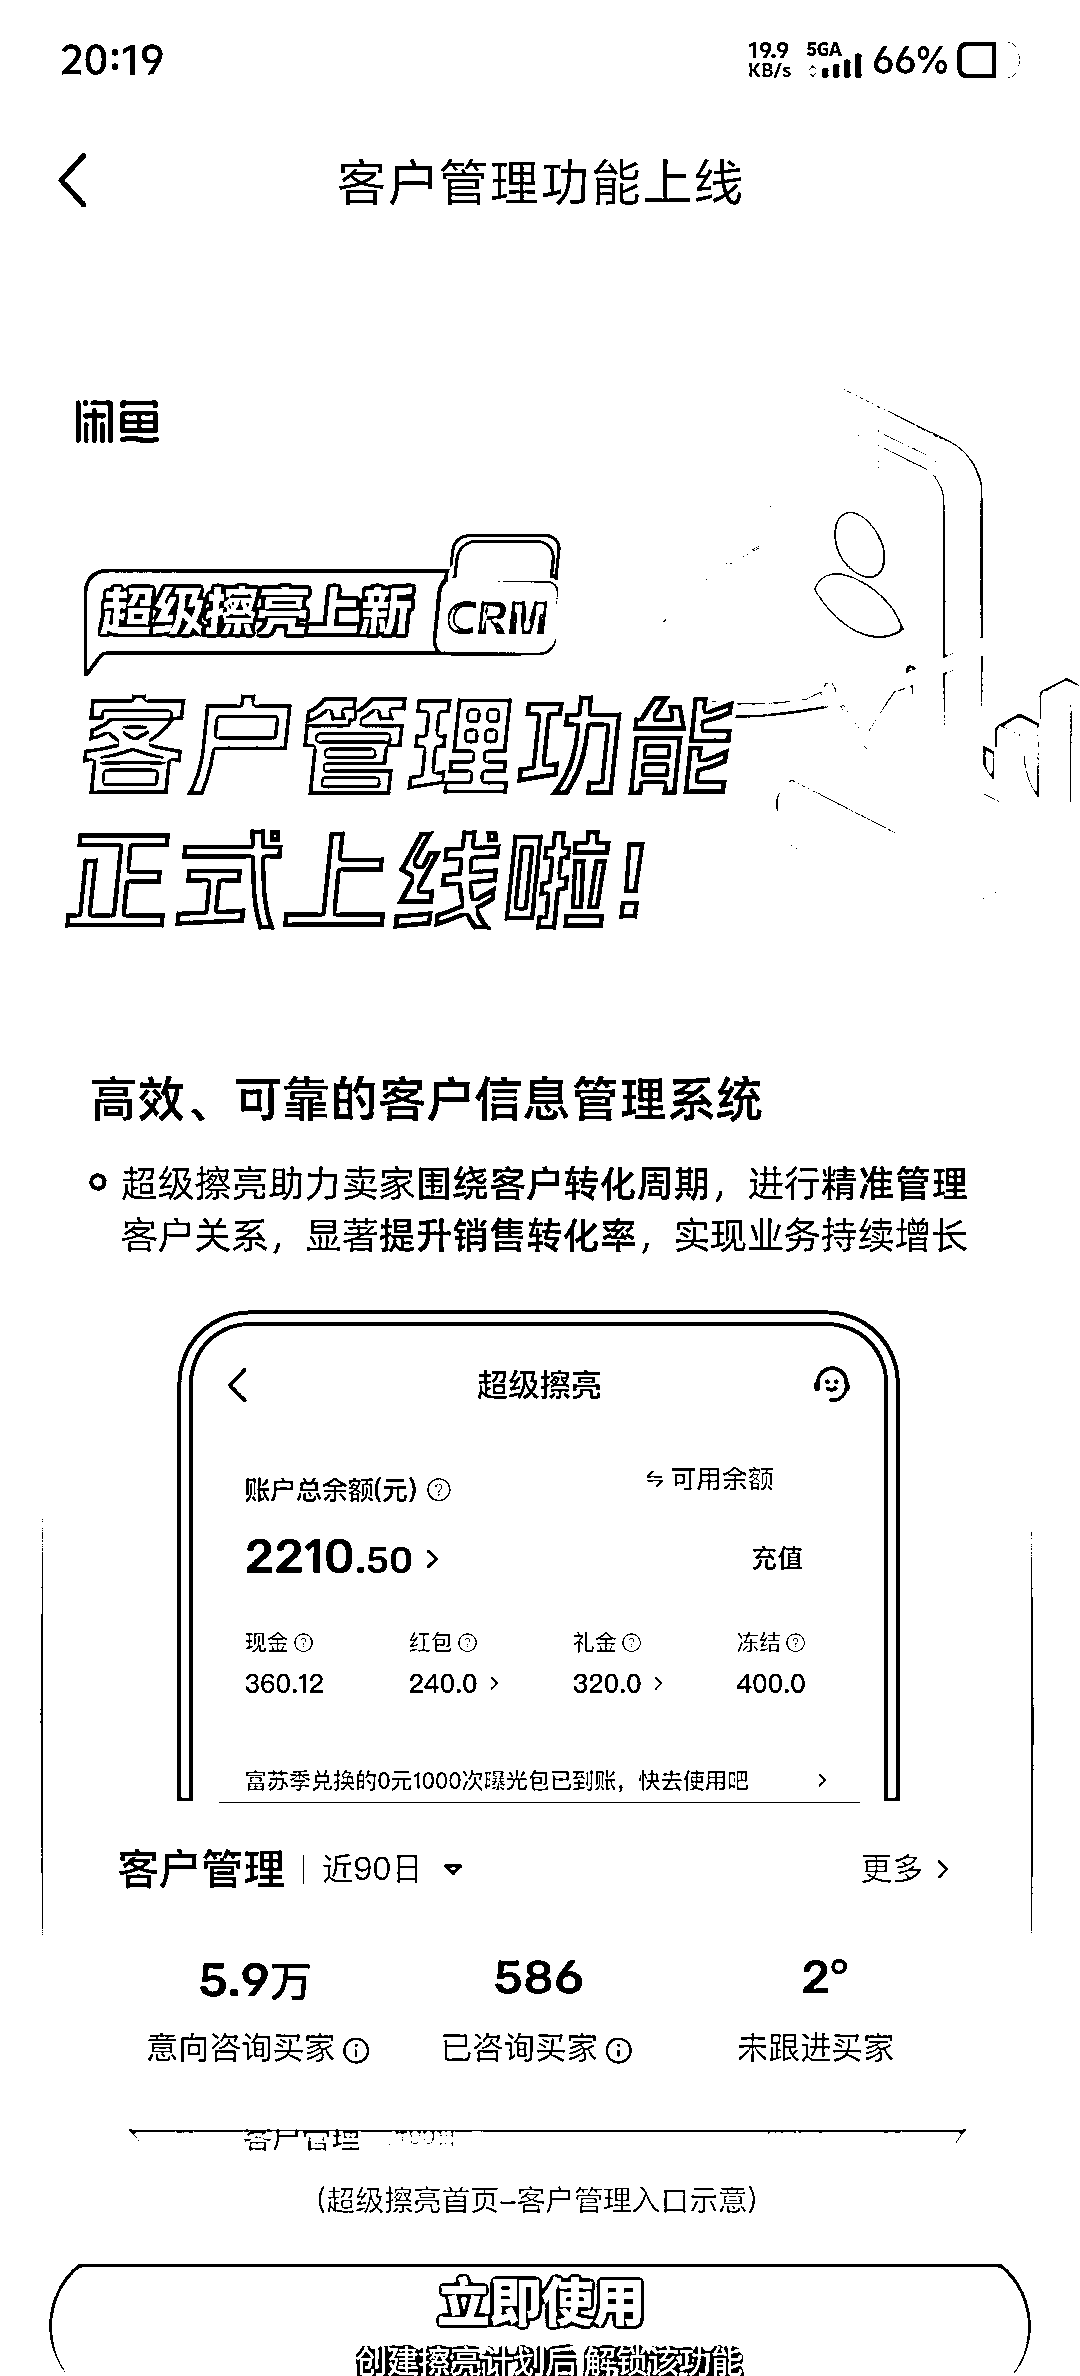 20:19
19.9 KB/s 5GA 66%
客户管理功能上线
闲鱼
超级擦亮上新 CRM
客户管理功能
正式上线啦!
高效、可靠的客户信息管理系统
超级擦亮助力卖家围绕客户转化周期，进行精准管理
客户关系，显著提升销售转化率，实现业务持续增长
超级擦亮
账户总余额(元) 可用余额
2210.50 > 充值
现金 红包 礼金 冻结
360.12 240.0 > 320.0 > 400.0
富苏季兑换的0元1000次曝光包已到账，快去使用吧 >
客户管理 | 近90日 更多 >
5.9万 586 2
意向咨询买家 已咨询买家 未跟进买家
客户管理
(超级擦亮首页-客户管理入口示意)
立即使用
创建擦亮计划后 解锁该功能